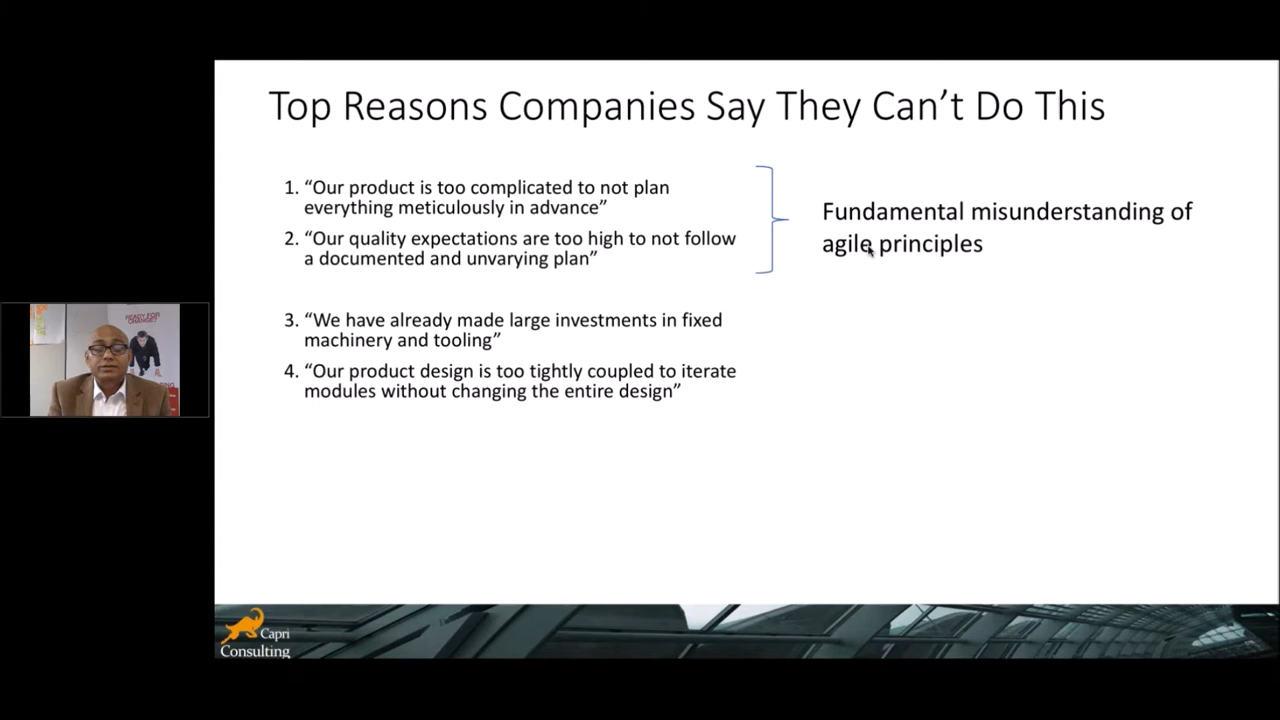 Top Reasons Companies Say They Can’t Do This
1. “Our product is too complicated to not plan
everything meticulously in advance”
2. “Our quality expectations are too high to not follow
a documented and unvarying plan”
Fundamental misunderstanding of
agile principles
3. “We have already made large investments in fixed
machinery and tooling”
4. “Our product design is too tightly coupled to iterate
modules without changing the entire design”
READY FOR
CHANGE?
Capri
Consulting